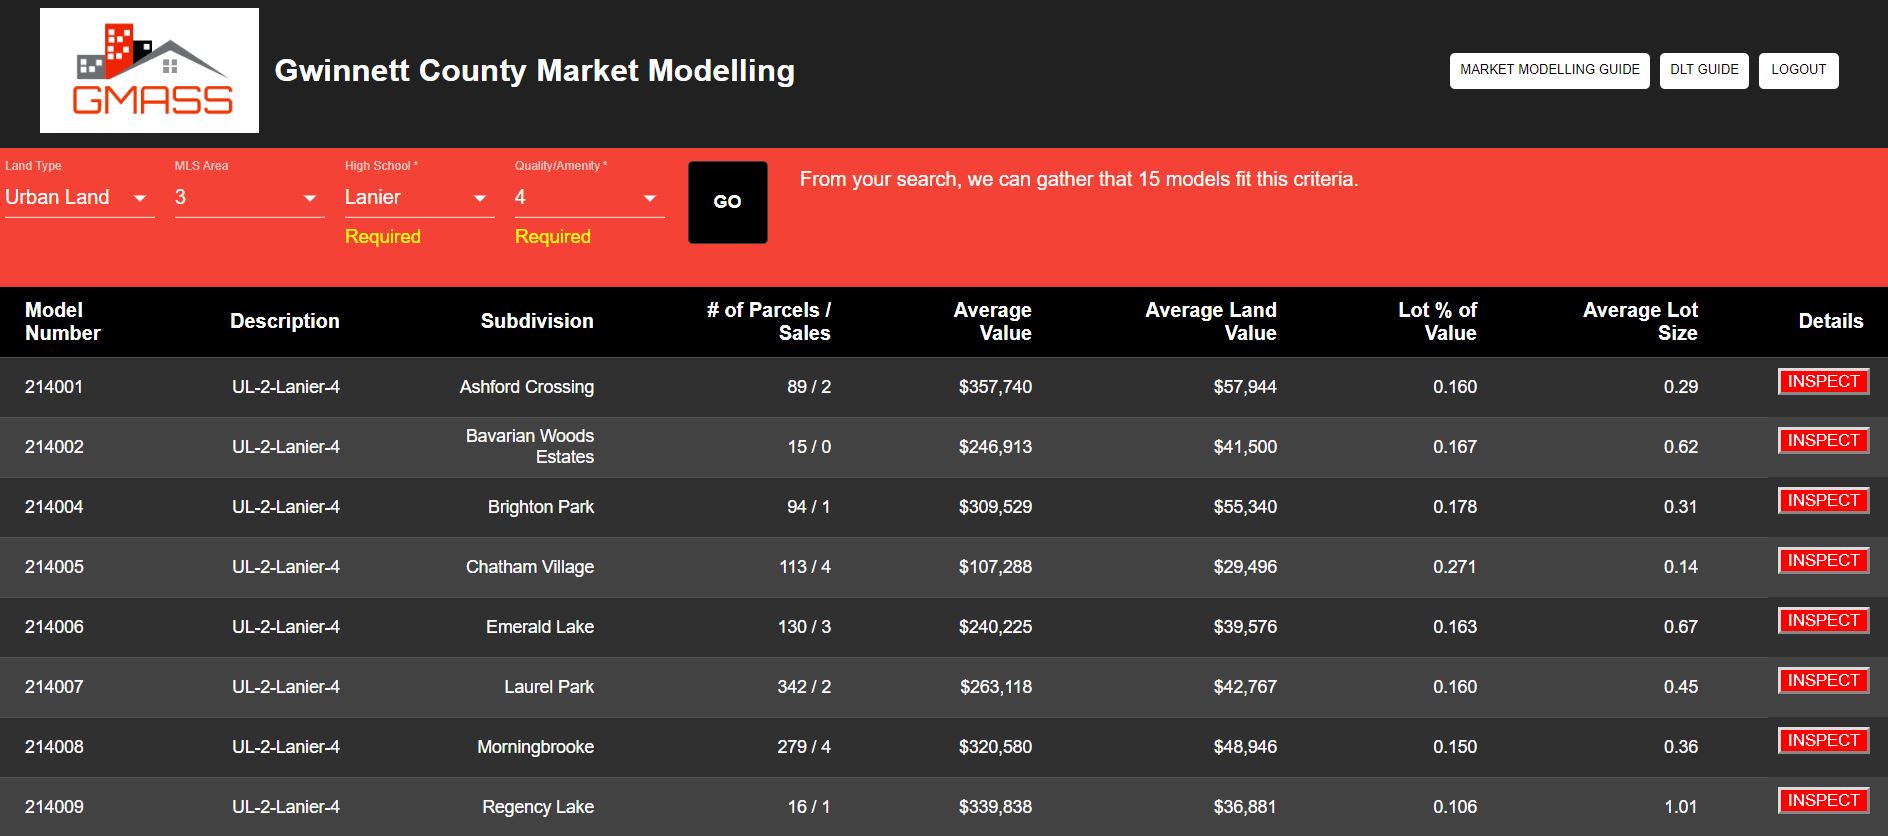 GMASS
Gwinnett County Market Modelling
MARKET MODELLING GUIDE
DLT GUIDE
LOGOUT
Land Type
MLS Area
High School *
Quality/Amenity *
Urban Land
3
Lanier
4
Required
Required
GO
From your search, we can gather that 15 models fit this criteria.
Model Number
Description
Subdivision
# of Parcels / Sales
Average Value
Average Land Value
Lot % of Value
Average Lot Size
Details
214001 UL-2-Lanier-4 Ashford Crossing 89 / 2 $357,740 $57,944 0.160 0.29 INSPECT
214002 UL-2-Lanier-4 Bavarian Woods Estates 15 / 0 $246,913 $41,500 0.167 0.62 INSPECT
214004 UL-2-Lanier-4 Brighton Park 94 / 1 $309,529 $55,340 0.178 0.31 INSPECT
214005 UL-2-Lanier-4 Chatham Village 113 / 4 $107,288 $29,496 0.271 0.14 INSPECT
214006 UL-2-Lanier-4 Emerald Lake 130 / 3 $240,225 $39,576 0.163 0.67 INSPECT
214007 UL-2-Lanier-4 Laurel Park 342 / 2 $263,118 $42,767 0.160 0.45 INSPECT
214008 UL-2-Lanier-4 Morningbrooke 279 / 4 $320,580 $48,946 0.150 0.36 INSPECT
214009 UL-2-Lanier-4 Regency Lake 16 / 1 $339,838 $36,881 0.106 1.01 INSPECT